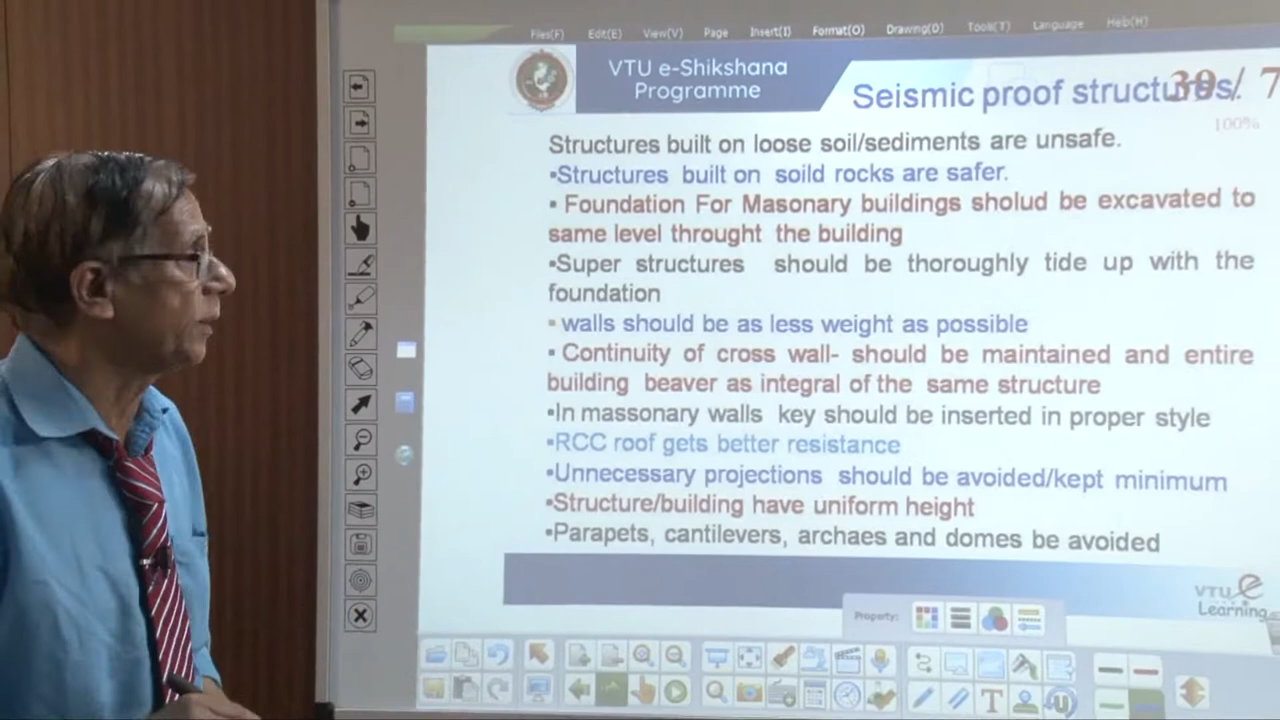 Files(F) Edit(E) View(V) Page Insert(I) Format(O) Drawing(D) Tools(T) Language Help(H)
VTU e-Shikshana
Programme
Seismic proof structures/
39 / 7
100%
Structures built on loose soil/sediments are unsafe.
▪Structures built on soild rocks are safer.
▪ Foundation For Masonary buildings sholud be excavated to
same level throught the building
▪Super structures should be thoroughly tide up with the
foundation
▪ walls should be as less weight as possible
▪ Continuity of cross wall- should be maintained and entire
building beaver as integral of the same structure
▪In massonary walls key should be inserted in proper style
▪RCC roof gets better resistance
▪Unnecessary projections should be avoided/kept minimum
▪Structure/building have uniform height
▪Parapets, cantilevers, archaes and domes be avoided
VTU e
Learning
Property: